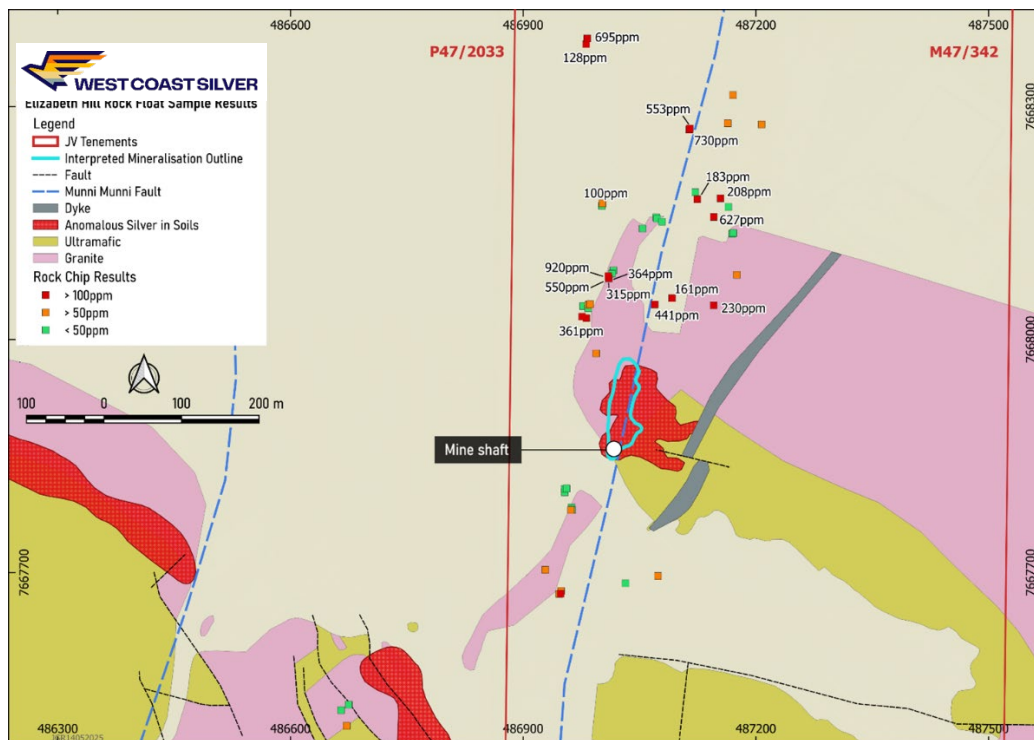 486600
486900
487200
487500
P47/2033
M47/342
WEST COAST SILVER
Elizabeth Hill Rock Float Sample Results
Legend
JV Tenements
Interpreted Mineralisation Outline
Fault
Munni Munni Fault
Dyke
Anomalous Silver in Soils
Ultramafic
Granite
Rock Chip Results
> 100ppm
> 50ppm
< 50ppm
100 0 100 200 m
695ppm
128ppm
553ppm
730ppm
183ppm
208ppm
100ppm
627ppm
920ppm
364ppm
550ppm
315ppm
161ppm
441ppm
230ppm
361ppm
Mine shaft
7668300
7668000
7667700
7667700
486300
486600
486900
487200
487500